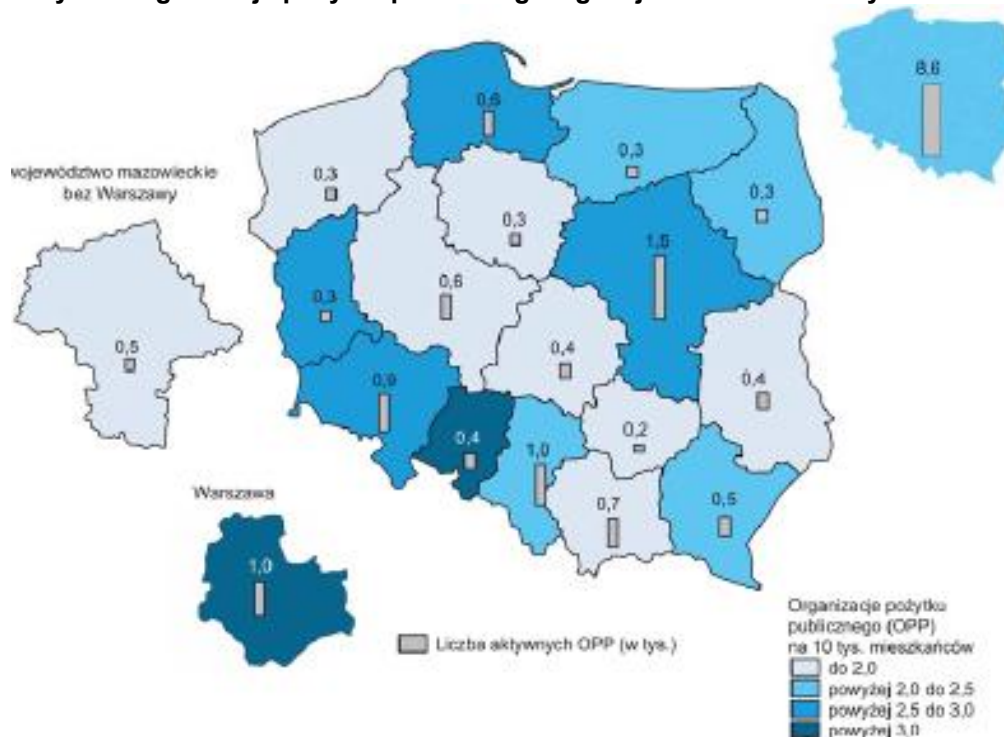 8,6
0,6
0,3
0,3
województwo mazowieckie
bez Warszawy
0,3
0,3
1,5
0,3
0,6
0,5
0,4
0,9
0,4
0,4
0,2
1,0
0,7
0,5
Warszawa
1,0
Liczba aktywnych OPP (w tys.)
Organizacje pożytku
publicznego (OPP)
na 10 tys. mieszkańców
do 2,0
powyżej 2,0 do 2,5
powyżej 2,5 do 3,0
powyżej 3,0